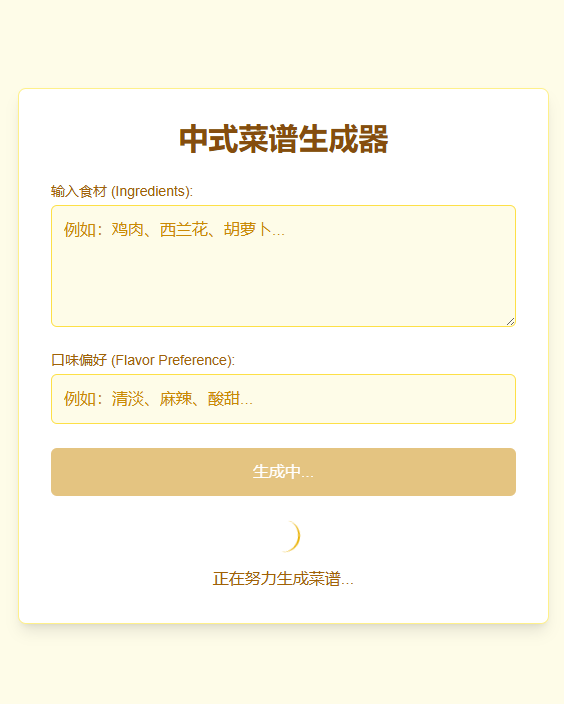 中式菜谱生成器
输入食材 (Ingredients):
例如：鸡肉、西兰花、胡萝卜...
口味偏好 (Flavor Preference):
例如：清淡、麻辣、酸甜...
生成中...
正在努力生成菜谱...